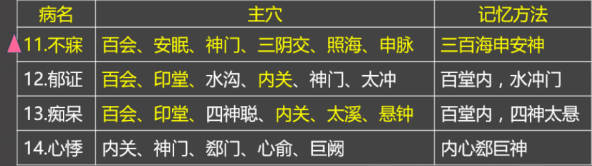 病名 主穴 记忆方法
11.不寐 百会、安眠、神门、三阴交、照海、申脉 三百海申安神
12.郁证 百会、印堂、水沟、内关、神门、太冲 百堂内，水冲门
13.痴呆 百会、印堂、四神聪、内关、太溪、悬钟 百堂内，四神太悬
14.心悸 内关、神门、郄门、心俞、巨阙 内心郄巨神